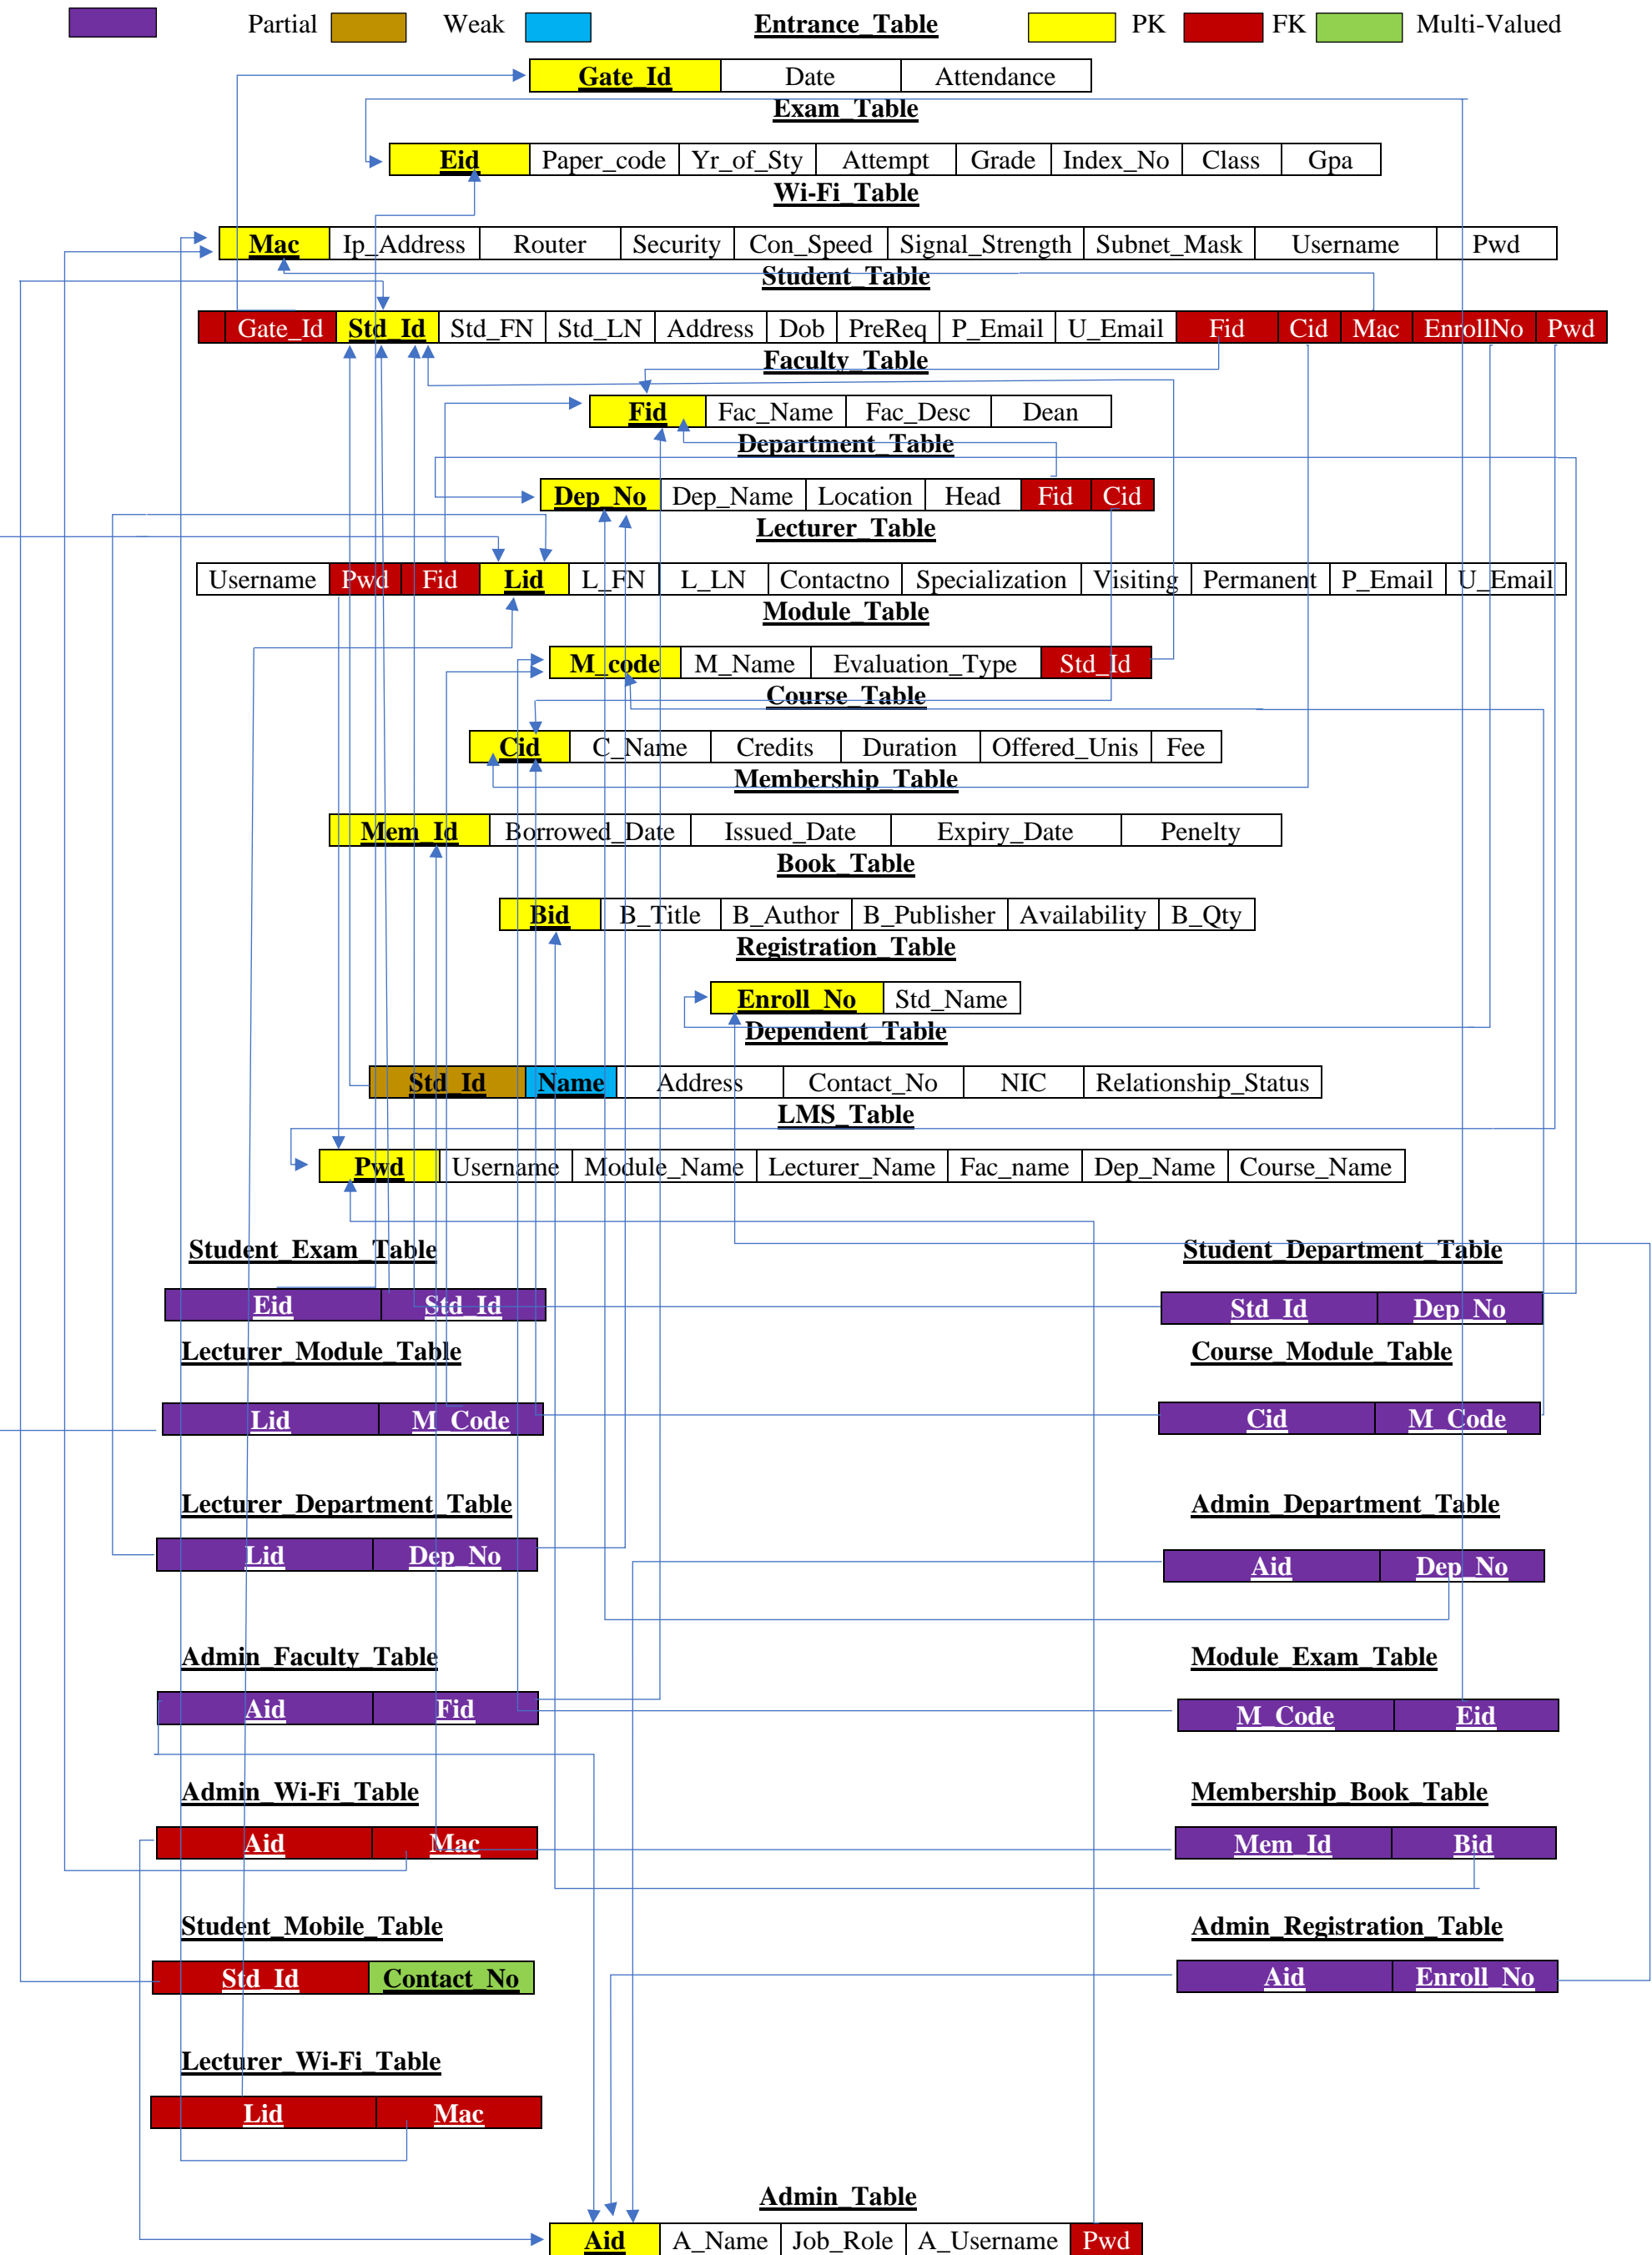 Partial Weak Entrance_Table PK FK Multi-Valued
Gate_Id Date Attendance
Exam_Table
Eid Paper_code Yr_of_Sty Attempt Grade Index_No Class Gpa
Wi-Fi_Table
Mac Ip_Address Router Security Con_Speed Signal_Strength Subnet_Mask Username Pwd
Student_Table
Gate_Id Std_Id Std_FN Std_LN Address Dob PreReq P_Email U_Email Fid Cid Mac EnrollNo Pwd
Faculty_Table
Fid Fac_Name Fac_Desc Dean
Department_Table
Dep_No Dep_Name Location Head Fid Cid
Lecturer_Table
Username Pwd Fid Lid L_FN L_LN Contactno Specialization Visiting Permanent P_Email U_Email
Module_Table
M_code M_Name Evaluation_Type Std_Id
Course_Table
Cid C_Name Credits Duration Offered_Unis Fee
Membership_Table
Mem_Id Borrowed_Date Issued_Date Expiry_Date Penelty
Book_Table
Bid B_Title B_Author B_Publisher Availability B_Qty
Registration_Table
Enroll_No Std_Name
Dependent_Table
Std_Id Name Address Contact_No NIC Relationship_Status
LMS_Table
Pwd Username Module_Name Lecturer_Name Fac_name Dep_Name Course_Name
Student_Exam_Table Student_Department_Table
Eid Std_Id Std_Id Dep_No
Lecturer_Module_Table Course_Module_Table
Lid M_Code Cid M_Code
Lecturer_Department_Table Admin_Department_Table
Lid Dep_No Aid Dep_No
Admin_Faculty_Table Module_Exam_Table
Aid Fid M_Code Eid
Admin_Wi-Fi_Table Membership_Book_Table
Aid Mac Mem_Id Bid
Student_Mobile_Table Admin_Registration_Table
Std_Id Contact_No Aid Enroll_No
Lecturer_Wi-Fi_Table
Lid Mac
Admin_Table
Aid A_Name Job_Role A_Username Pwd